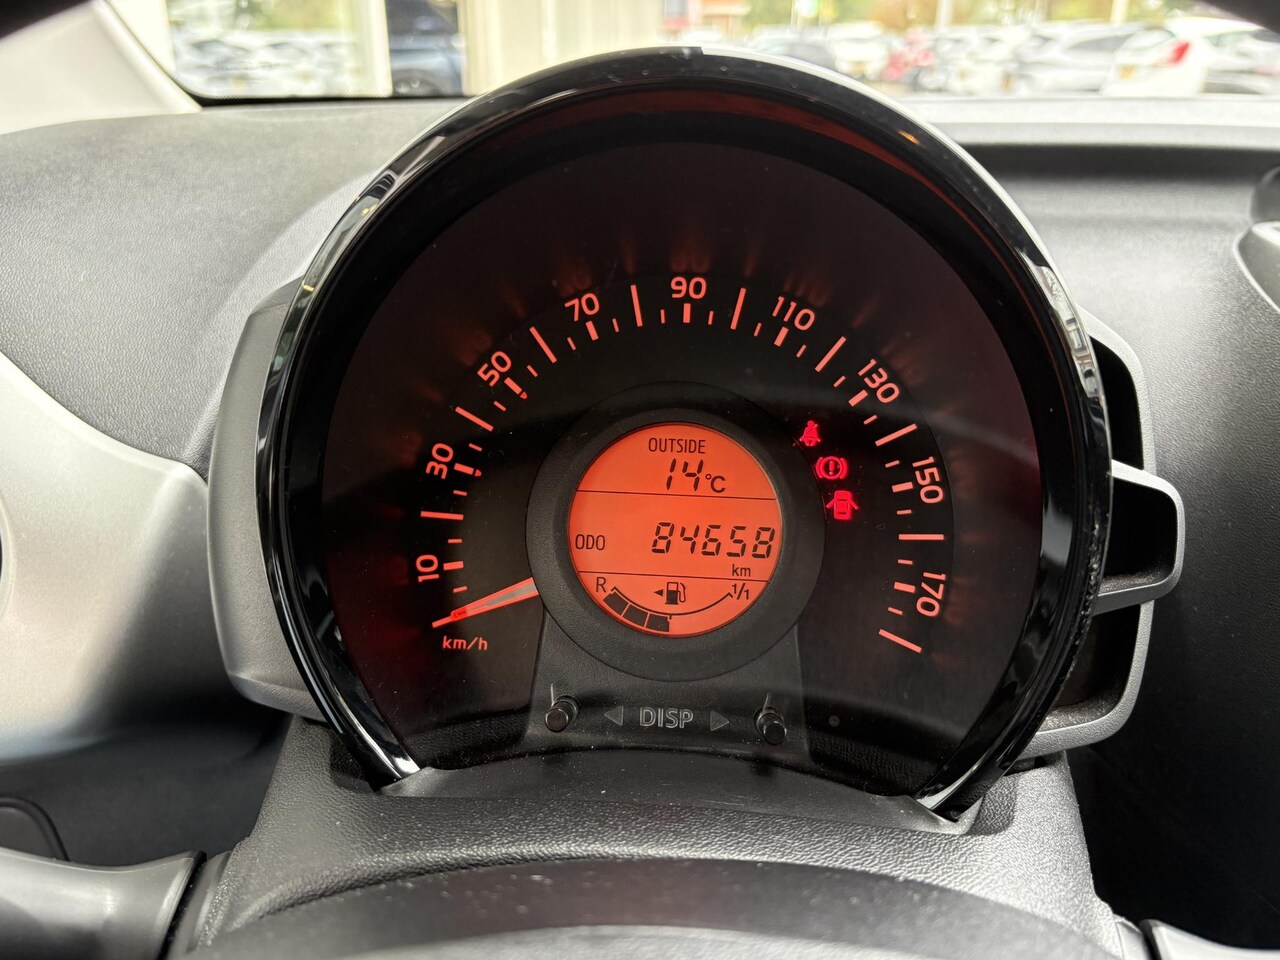 10
30
50
70
90
110
130
150
170
km/h
OUTSIDE
14°C
ODO 84658
km
R 1/1
DISP